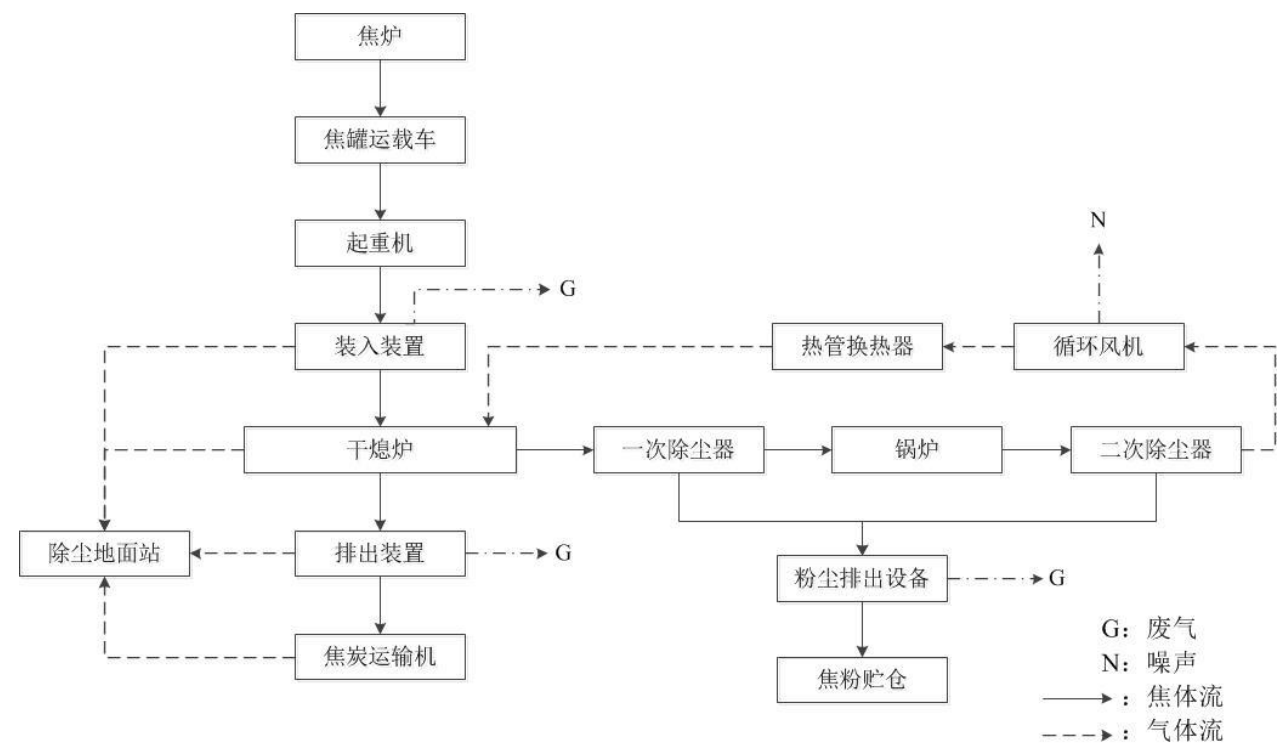 焦炉
焦罐运载车
起重机
N
G
装入装置
热管换热器
循环风机
干熄炉
一次除尘器
锅炉
二次除尘器
除尘地面站
排出装置
G
粉尘排出设备
G
焦炭运输机
焦粉贮仓
G：废气
N：噪声
：焦体流
：气体流